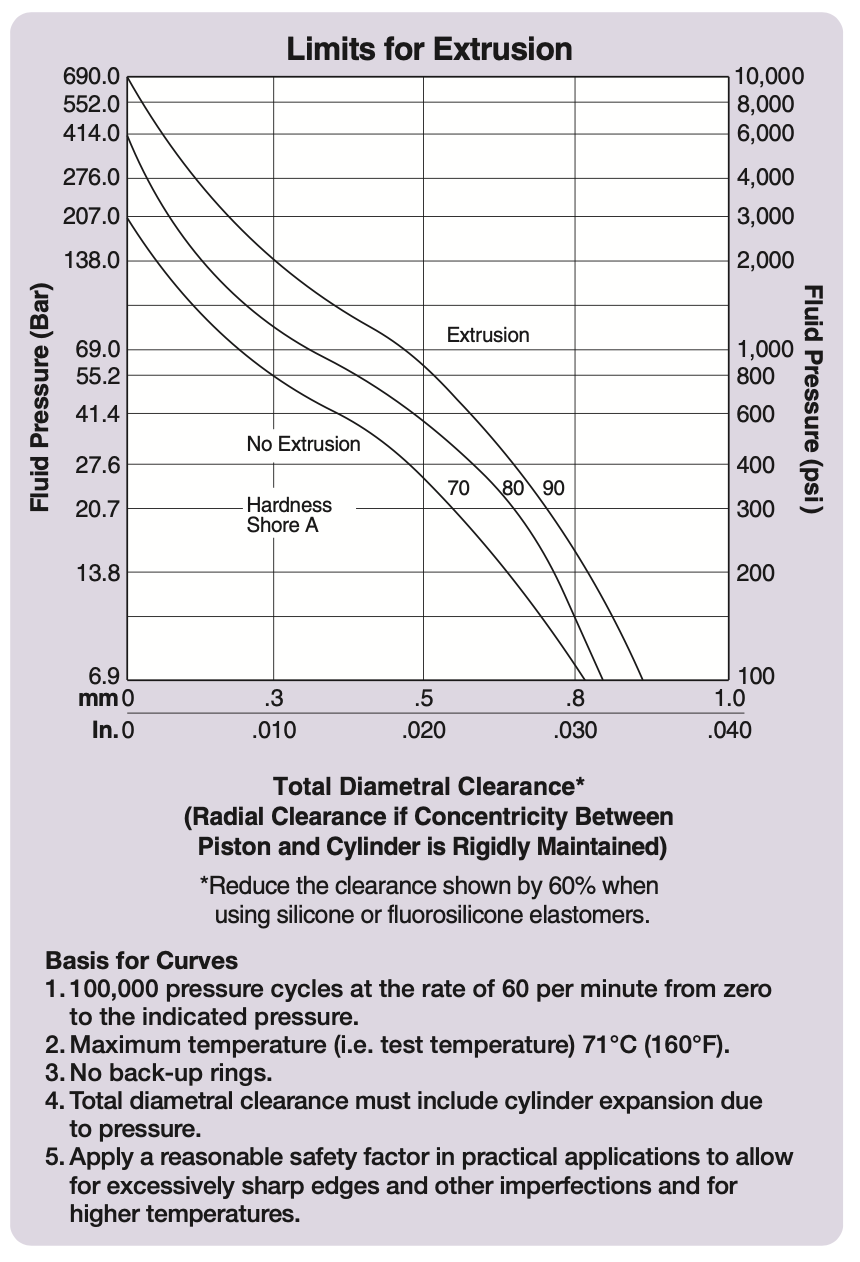 Limits for Extrusion
690.0
552.0
414.0
276.0
207.0
138.0
69.0
55.2
41.4
27.6
20.7
13.8
6.9
Fluid Pressure (Bar)
10,000
8,000
6,000
4,000
3,000
2,000
1,000
800
600
400
300
200
100
Fluid Pressure (psi)
Extrusion
No Extrusion
70 80 90
Hardness
Shore A
mm 0 .3 .5 .8 1.0
In. 0 .010 .020 .030 .040
Total Diametral Clearance*
(Radial Clearance if Concentricity Between
Piston and Cylinder is Rigidly Maintained)
*Reduce the clearance shown by 60% when
using silicone or fluorosilicone elastomers.
Basis for Curves
1. 100,000 pressure cycles at the rate of 60 per minute from zero
to the indicated pressure.
2. Maximum temperature (i.e. test temperature) 71°C (160°F).
3. No back-up rings.
4. Total diametral clearance must include cylinder expansion due
to pressure.
5. Apply a reasonable safety factor in practical applications to allow
for excessively sharp edges and other imperfections and for
higher temperatures.